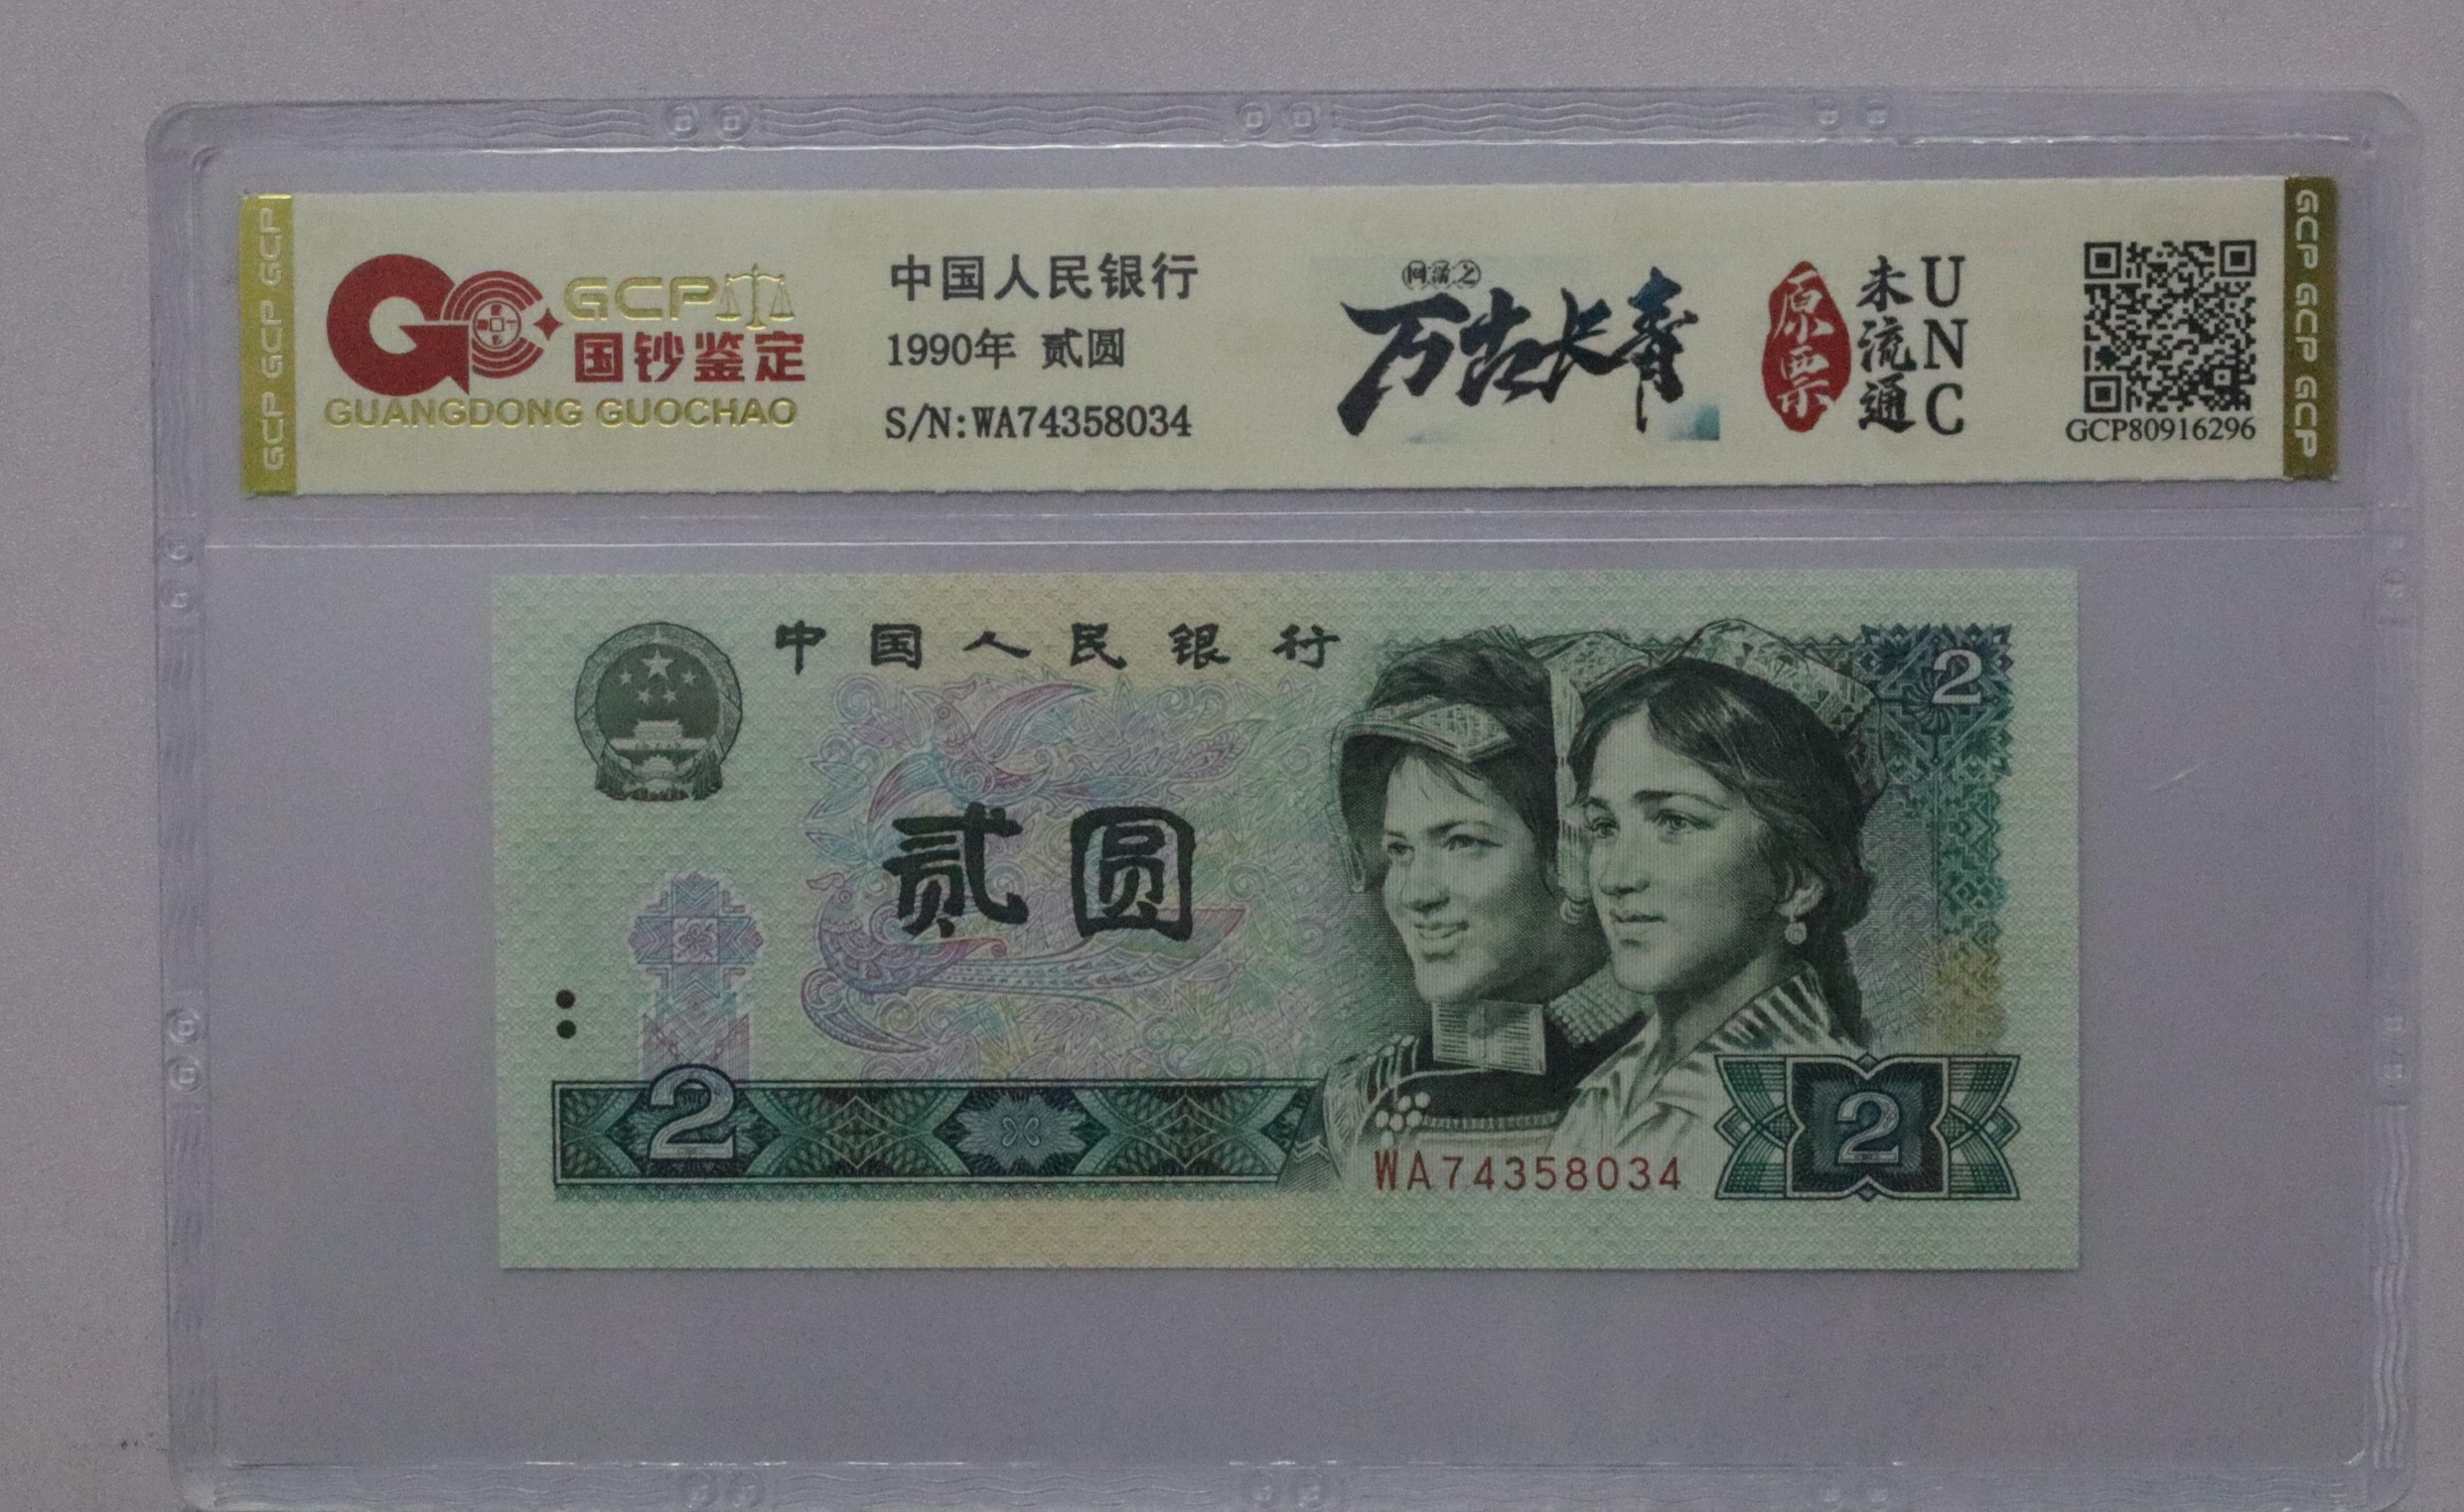 GCP GCP GCP
GCP
国钞鉴定
GUANGDONG GUOCHAO
中国人民银行
1990年 贰圆
S/N:WA74358034
万古长青
原票
未流通
UNC
GCP80916296
GCP GCP GCP
中国人民银行
2
贰圆
2
WA74358034
2